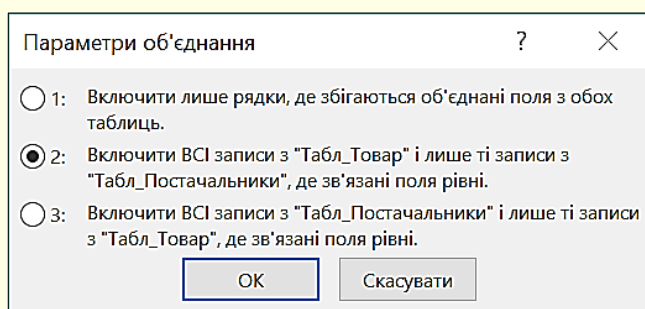 Параметри об'єднання ?
1: Включити лише рядки, де збігаються об'єднані поля з обох
таблиць.
2: Включити ВСІ записи з "Табл_Товар" і лише ті записи з
"Табл_Постачальники", де зв'язані поля рівні.
3: Включити ВСІ записи з "Табл_Постачальники" і лише ті записи
з "Табл_Товар", де зв'язані поля рівні.
ОК Скасувати